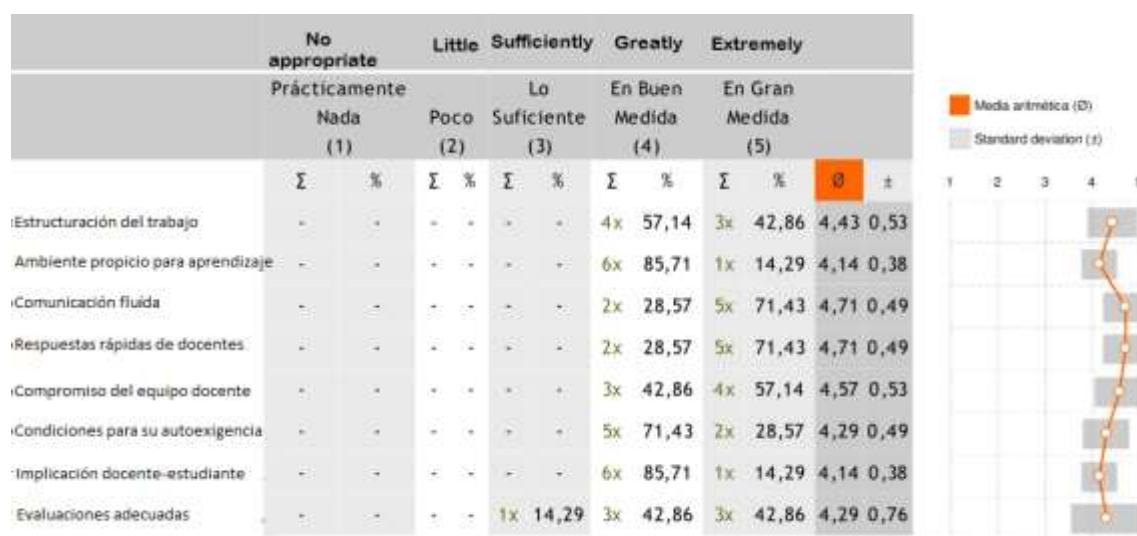 No appropriate Little Sufficiently Greatly Extremely
Prácticamente Nada (1) Poco (2) Lo Suficiente (3) En Buen Medida (4) En Gran Medida (5)
Media aritmética (Ø)
Standard deviation (±)
Σ % Σ % Σ % Σ % Σ % Ø ± 1 2 3 4 5
Estructuración del trabajo - - - - - - 4x 57,14 3x 42,86 4,43 0,53
Ambiente propicio para aprendizaje - - - - - - 6x 85,71 1x 14,29 4,14 0,38
Comunicación fluída - - - - - - 2x 28,57 5x 71,43 4,71 0,49
Respuestas rápidas de docentes - - - - - - 2x 28,57 5x 71,43 4,71 0,49
Compromiso del equipo docente - - - - - - 3x 42,86 4x 57,14 4,57 0,53
Condiciones para su autoexigencia - - - - - - 5x 71,43 2x 28,57 4,29 0,49
Implicación docente-estudiante - - - - - - 6x 85,71 1x 14,29 4,14 0,38
Evaluaciones adecuadas - - - - 1x 14,29 3x 42,86 3x 42,86 4,29 0,76